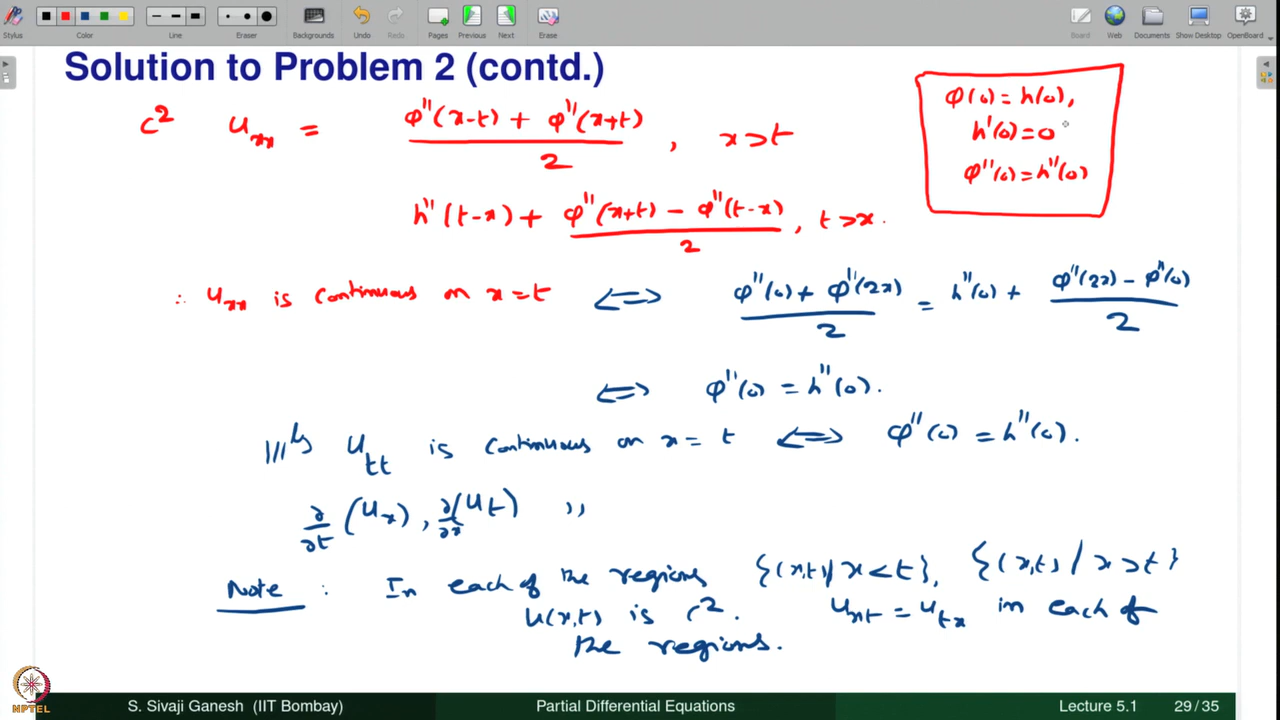 Stylus
Line
Eraser
Backgrounds
Undo
Redo
Pages
Previous
Next
Erase
Board
Web
Documents
Show Desktop
OpenBoard
Color
Solution to Problem 2 (contd.)
φ(0) = h(0),
h'(0) = 0
φ''(0) = h''(0)
C² u_xx = (φ''(x-t) + φ''(x+t))/2 , x>t
h''(t-x) + (φ''(x+t) - φ''(t-x))/2 , t>x.
∴ u_xx is continuous on x=t ⟺ (φ''(0) + φ''(2x))/2 = h''(0) + (φ''(2x) - φ''(0))/2
⟺ φ''(0) = h''(0).
|||ly u_tt is continuous on x=t ⟺ φ''(0) = h''(0).
∂/∂t (u_x), ∂/∂x (u_t) ,,
Note : In each of the regions {(x,t) / x<t}, {(x,t) / x>t}
u(x,t) is C². u_xt = u_tx in each of
the regions.
NPTEL
S. Sivaji Ganesh (IIT Bombay)
Partial Differential Equations
Lecture 5.1
29 / 35